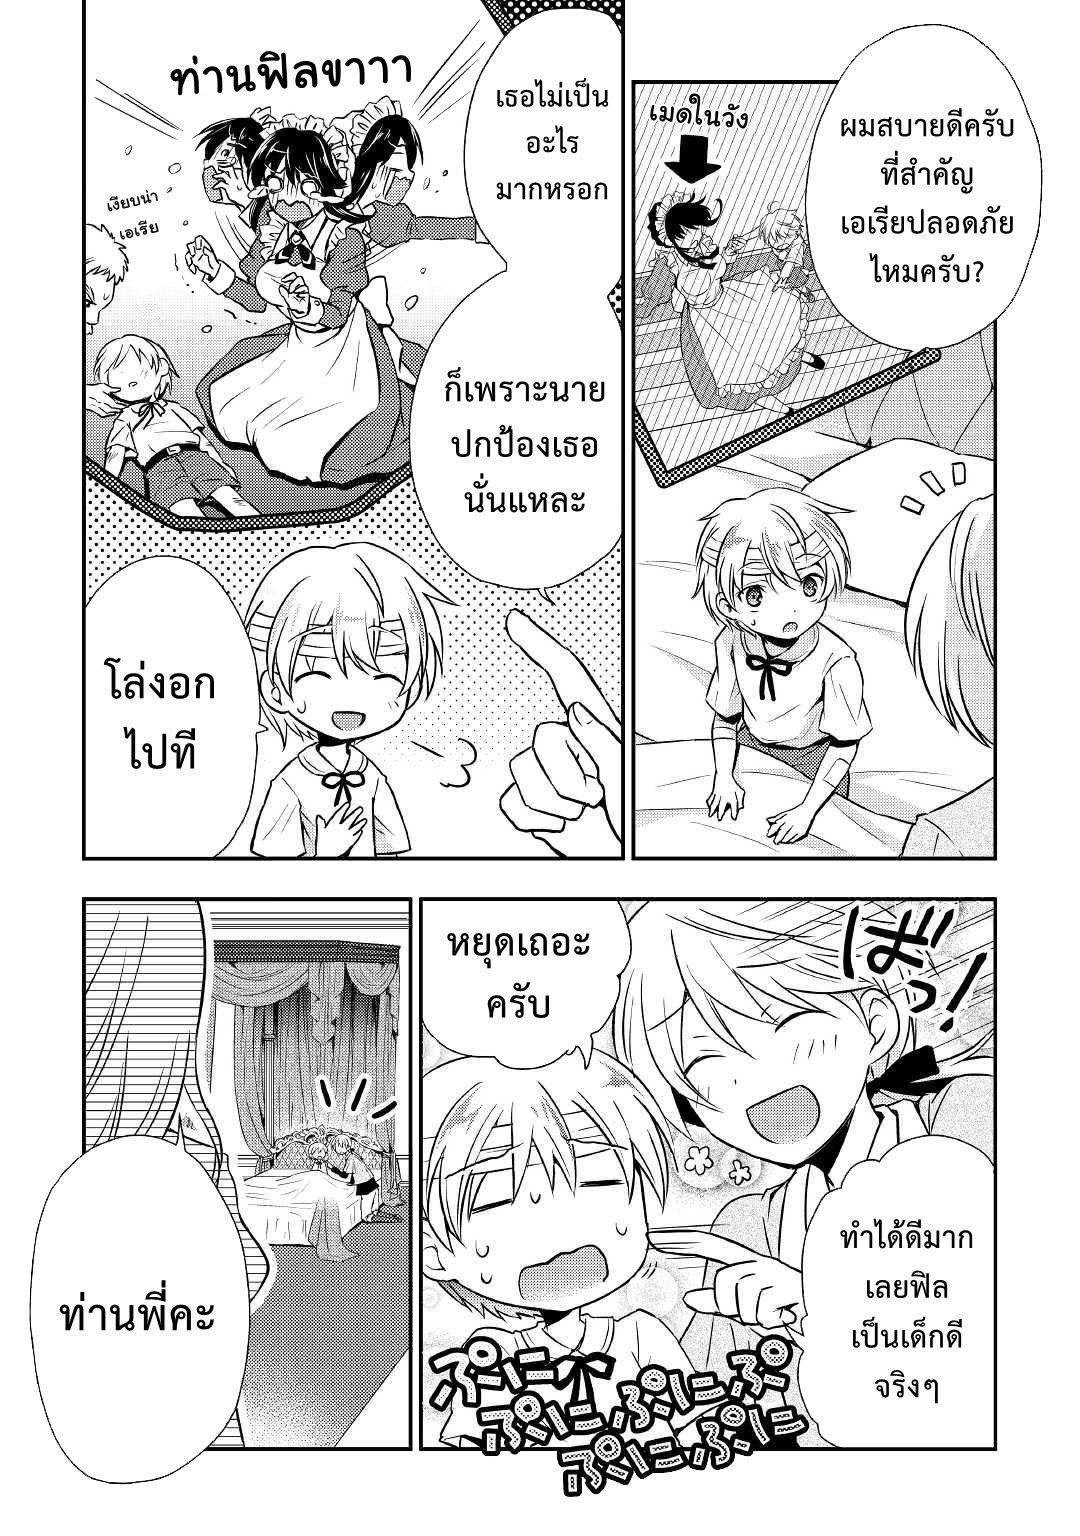 ผมสบายดีครับ
ที่สำคัญ
เอเรียปลอดภัย
ไหมครับ?
เมดในวัง
เธอไม่เป็น
อะไร
มากหรอก
ท่านฟิลขาาา
เงียบน่า
เอเรีย
ก็เพราะนาย
ปกป้องเธอ
นั่นแหละ
โล่งอก
ไปที
ばっ!
หยุดเถอะ
ครับ
ทำได้ดีมาก
เลยฟิล
เป็นเด็กดี
จริงๆ
ぷに
ぷにぷにぷ
ぷにぷに
ท่านพี่คะ